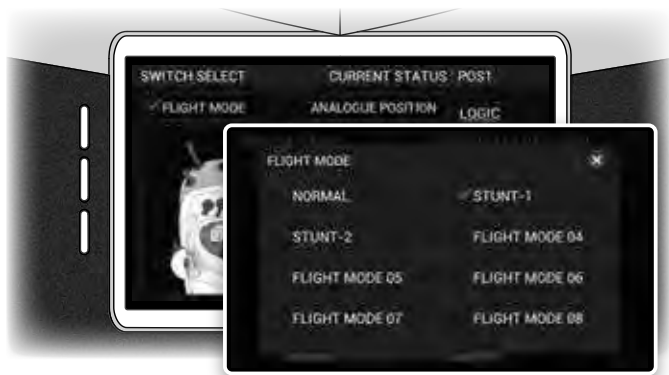 SWITCH SELECT CURRENT STATUS POS1
✓ FLIGHT MODE ANALOGUE POSITION LOGIC
FLIGHT MODE ×
NORMAL ✓ STUNT-1
STUNT-2 FLIGHT MODE 04
FLIGHT MODE 05 FLIGHT MODE 06
FLIGHT MODE 07 FLIGHT MODE 08